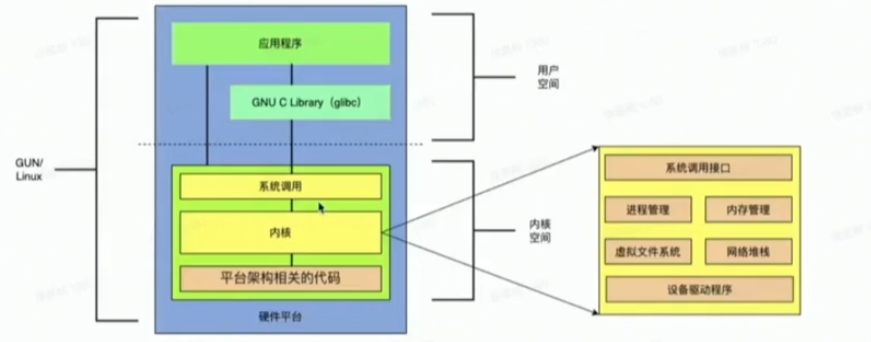 应用程序
GNU C Library（glibc）
用户
空间
GUN/
Linux
系统调用
内核
平台架构相关的代码
硬件平台
内核
空间
系统调用接口
进程管理
内存管理
虚拟文件系统
网络堆栈
设备驱动程序